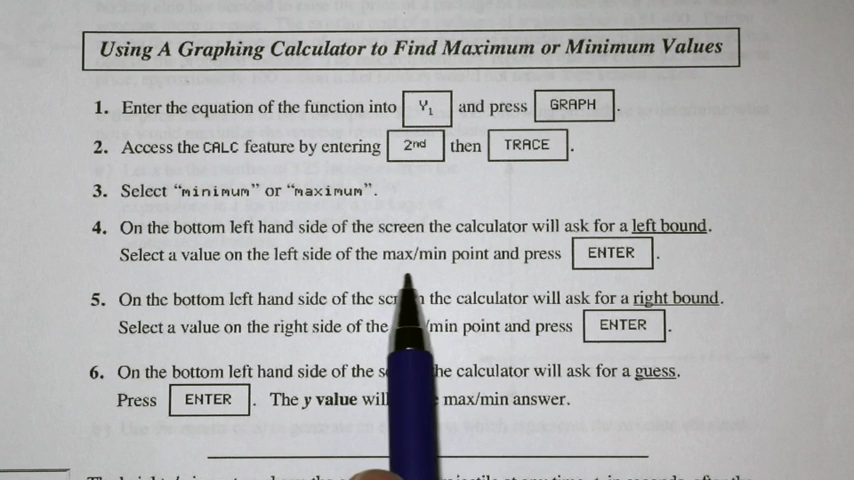 Using A Graphing Calculator to Find Maximum or Minimum Values
1. Enter the equation of the function into Y1 and press GRAPH .
2. Access the CALC feature by entering 2nd then TRACE .
3. Select "minimum" or "maximum".
4. On the bottom left hand side of the screen the calculator will ask for a left bound.
Select a value on the left side of the max/min point and press ENTER .
5. On the bottom left hand side of the scr the calculator will ask for a right bound.
Select a value on the right side of the /min point and press ENTER .
6. On the bottom left hand side of the s he calculator will ask for a guess.
Press ENTER . The y value will max/min answer.